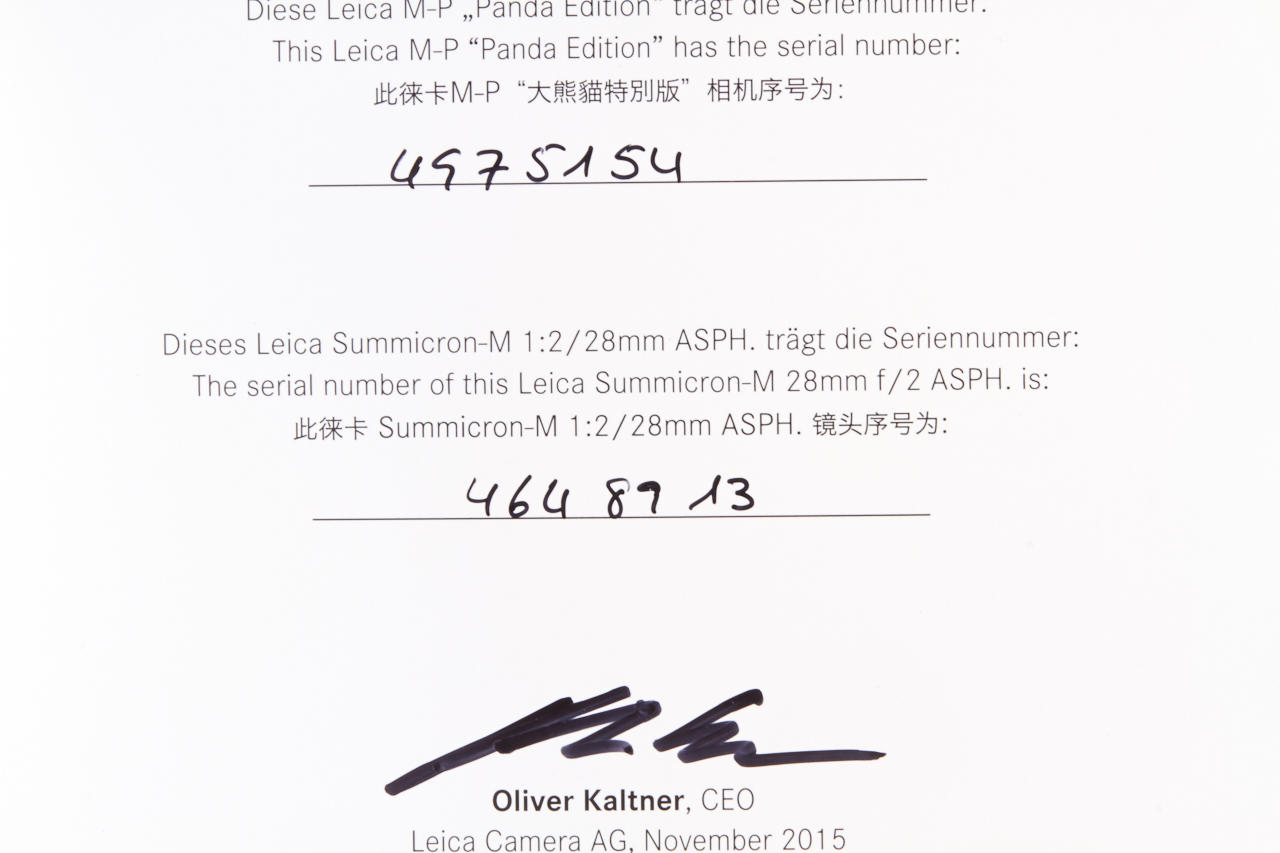 Diese Leica M-P „Panda Edition“ trägt die Seriennummer:
This Leica M-P “Panda Edition” has the serial number:
此徕卡M-P“大熊貓特別版”相机序号为:
4975154
Dieses Leica Summicron-M 1:2/28mm ASPH. trägt die Seriennummer:
The serial number of this Leica Summicron-M 28mm f/2 ASPH. is:
此徕卡 Summicron-M 1:2/28mm ASPH. 镜头序号为:
464 89 13
Oliver Kaltner, CEO
Leica Camera AG, November 2015